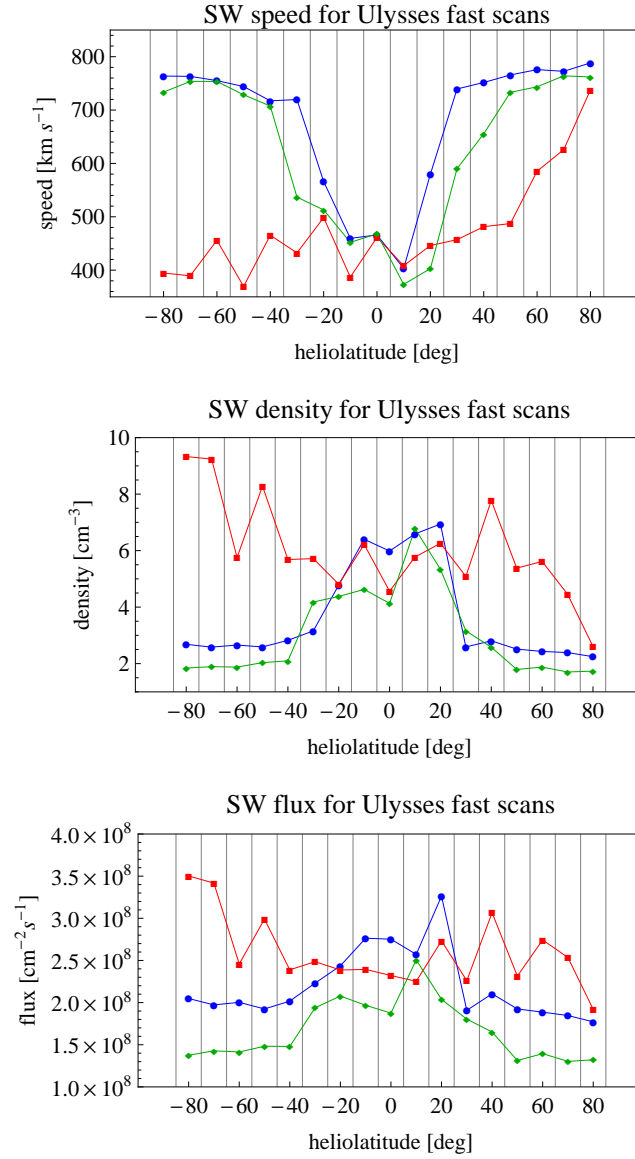 SW speed for Ulysses fast scans
800
700
600
500
400
speed [km s⁻¹]
−80 −60 −40 −20 0 20 40 60 80
heliolatitude [deg]
SW density for Ulysses fast scans
10
8
6
4
2
density [cm⁻³]
−80 −60 −40 −20 0 20 40 60 80
heliolatitude [deg]
SW flux for Ulysses fast scans
4.0 × 10⁸
3.5 × 10⁸
3.0 × 10⁸
2.5 × 10⁸
2.0 × 10⁸
1.5 × 10⁸
1.0 × 10⁸
flux [cm⁻² s⁻¹]
−80 −60 −40 −20 0 20 40 60 80
heliolatitude [deg]